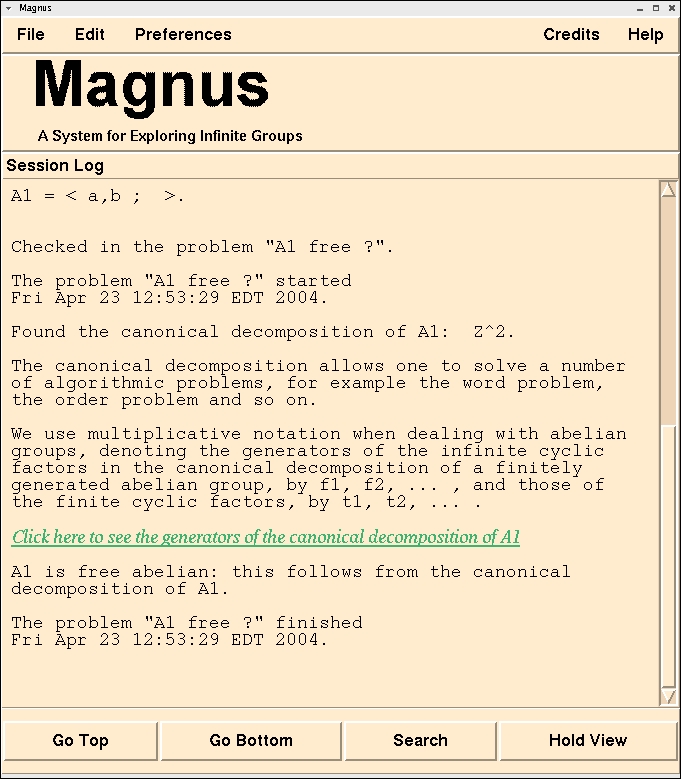 Magnus
File Edit Preferences Credits Help
Magnus
A System for Exploring Infinite Groups
Session Log
A1 = < a,b ;  >.
Checked in the problem "A1 free ?".
The problem "A1 free ?" started
Fri Apr 23 12:53:29 EDT 2004.
Found the canonical decomposition of A1:  Z^2.
The canonical decomposition allows one to solve a number
of algorithmic problems, for example the word problem,
the order problem and so on.
We use multiplicative notation when dealing with abelian
groups, denoting the generators of the infinite cyclic
factors in the canonical decomposition of a finitely
generated abelian group, by f1, f2, ... , and those of
the finite cyclic factors, by t1, t2, ... .
Click here to see the generators of the canonical decomposition of A1
A1 is free abelian: this follows from the canonical
decomposition of A1.
The problem "A1 free ?" finished
Fri Apr 23 12:53:29 EDT 2004.
Go Top Go Bottom Search Hold View